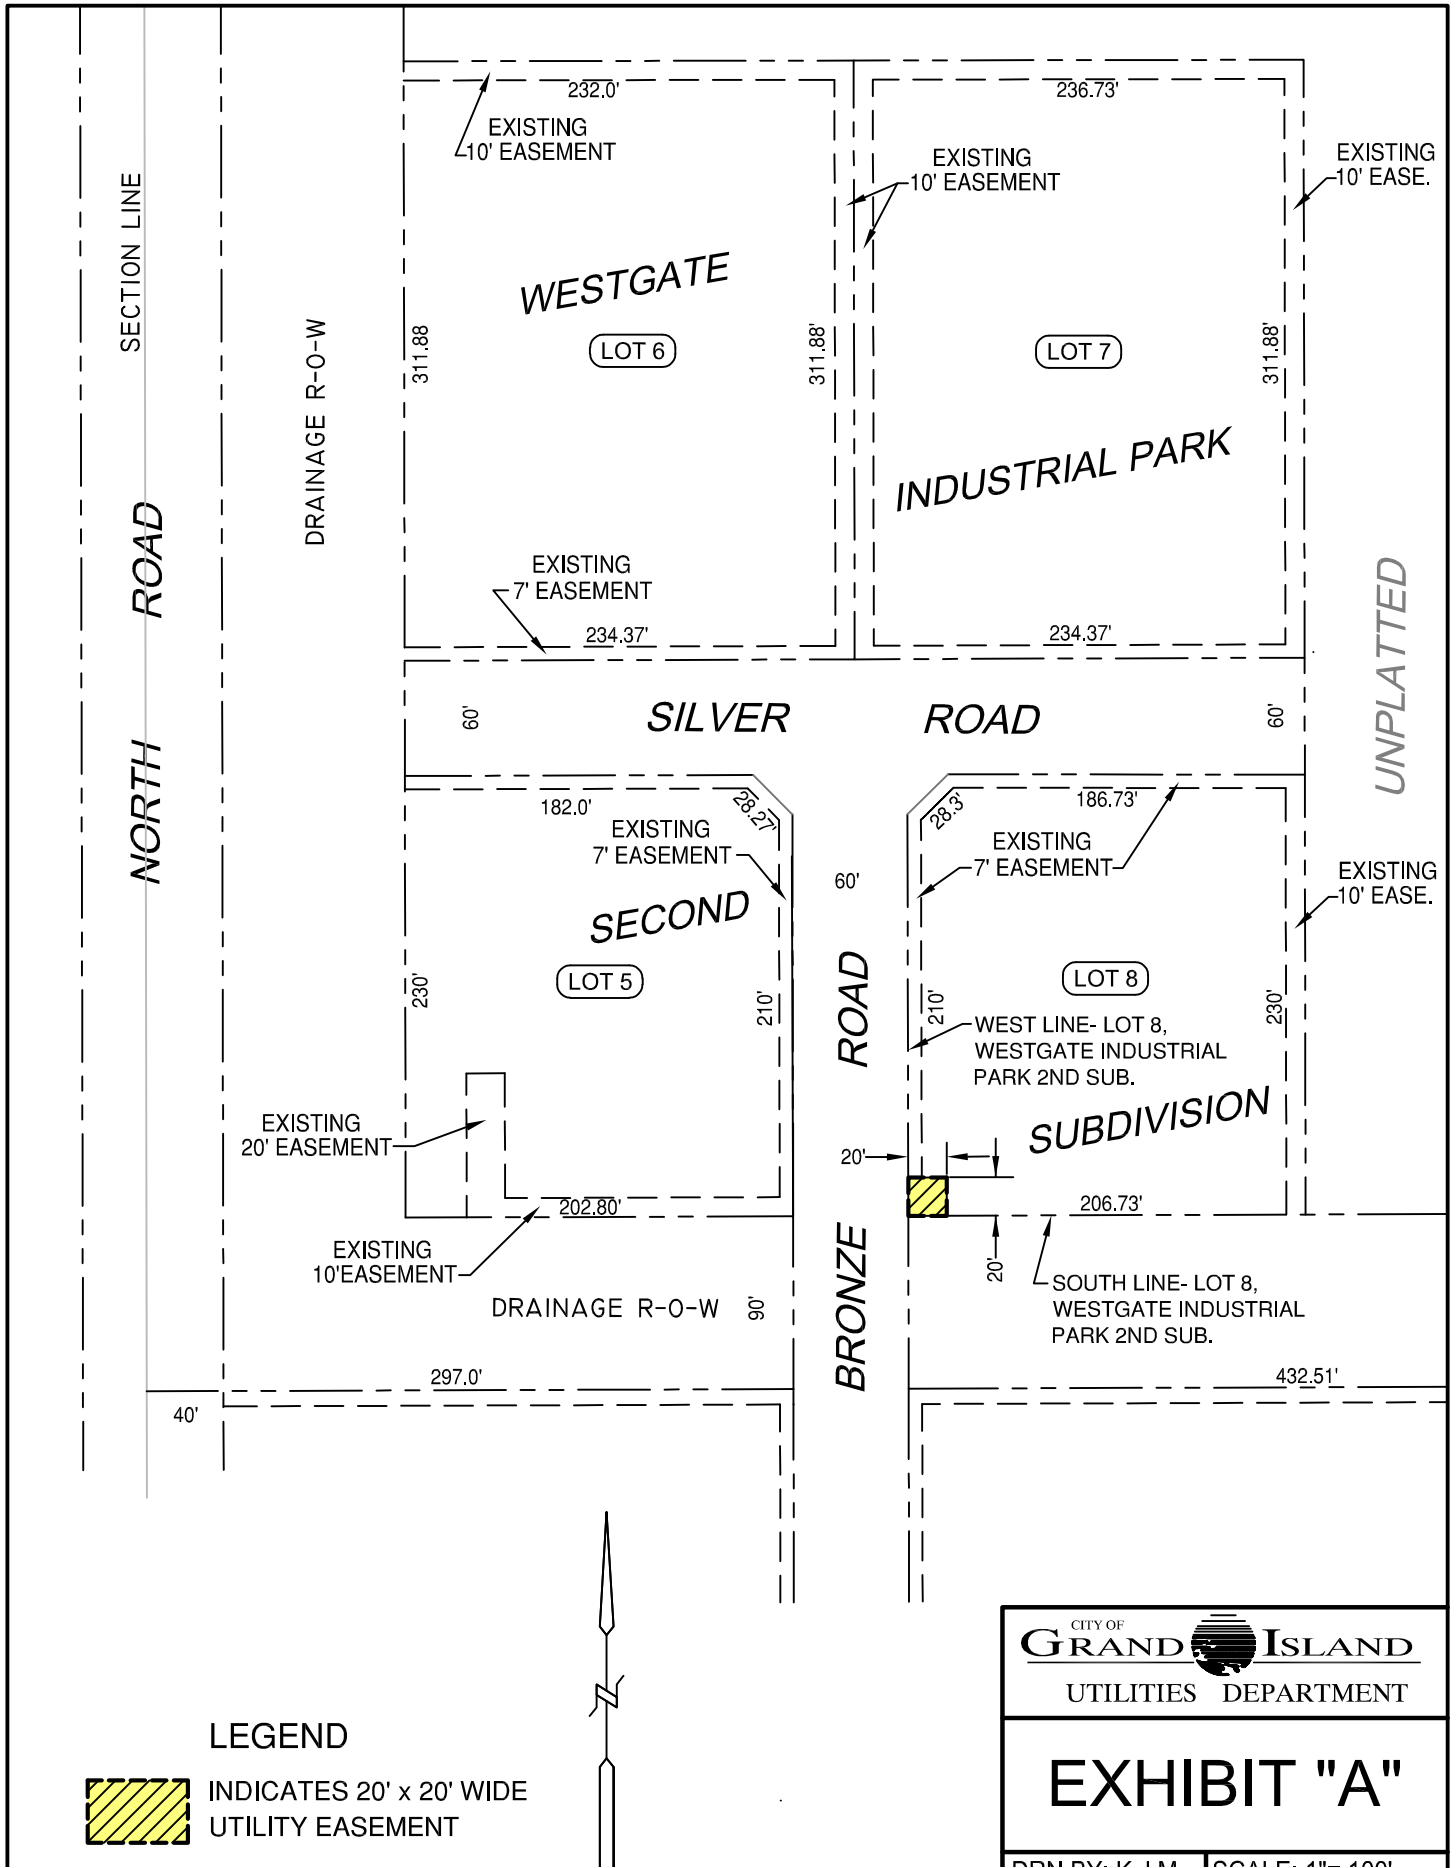 232.0'
236.73'
EXISTING
10' EASEMENT
EXISTING
10' EASEMENT
EXISTING
10' EASE.
SECTION LINE
WESTGATE
DRAINAGE R-O-W
311.88
LOT 6
311.88'
LOT 7
311.88'
INDUSTRIAL PARK
NORTH ROAD
EXISTING
7' EASEMENT
234.37'
234.37'
UNPLATTED
60'
SILVER ROAD
60'
182.0'
28.27'
28.3'
186.73'
EXISTING
7' EASEMENT
EXISTING
7' EASEMENT
60'
EXISTING
10' EASE.
SECOND
LOT 5
LOT 8
230'
210'
BRONZE ROAD
210'
230'
WEST LINE- LOT 8,
WESTGATE INDUSTRIAL
PARK 2ND SUB.
SUBDIVISION
EXISTING
20' EASEMENT
20'
202.80'
206.73'
EXISTING
10'EASEMENT
20'
SOUTH LINE- LOT 8,
WESTGATE INDUSTRIAL
PARK 2ND SUB.
DRAINAGE R-O-W
90'
297.0'
432.51'
40'
CITY OF
GRAND ISLAND
UTILITIES DEPARTMENT
LEGEND
INDICATES 20' x 20' WIDE
UTILITY EASEMENT
EXHIBIT "A"
DRN BY: K.J.M.
SCALE: 1"= 100'